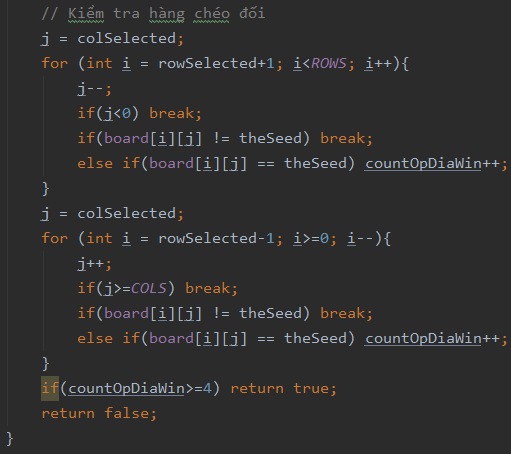 // Kiểm tra hàng chéo đối
j = colSelected;
for (int i = rowSelected+1; i<ROWS; i++){
j--;
if(j<0) break;
if(board[i][j] != theSeed) break;
else if(board[i][j] == theSeed) countOpDiaWin++;
}
j = colSelected;
for (int i = rowSelected-1; i>=0; i--){
j++;
if(j>=COLS) break;
if(board[i][j] != theSeed) break;
else if(board[i][j] == theSeed) countOpDiaWin++;
}
if(countOpDiaWin>=4) return true;
return false;
}